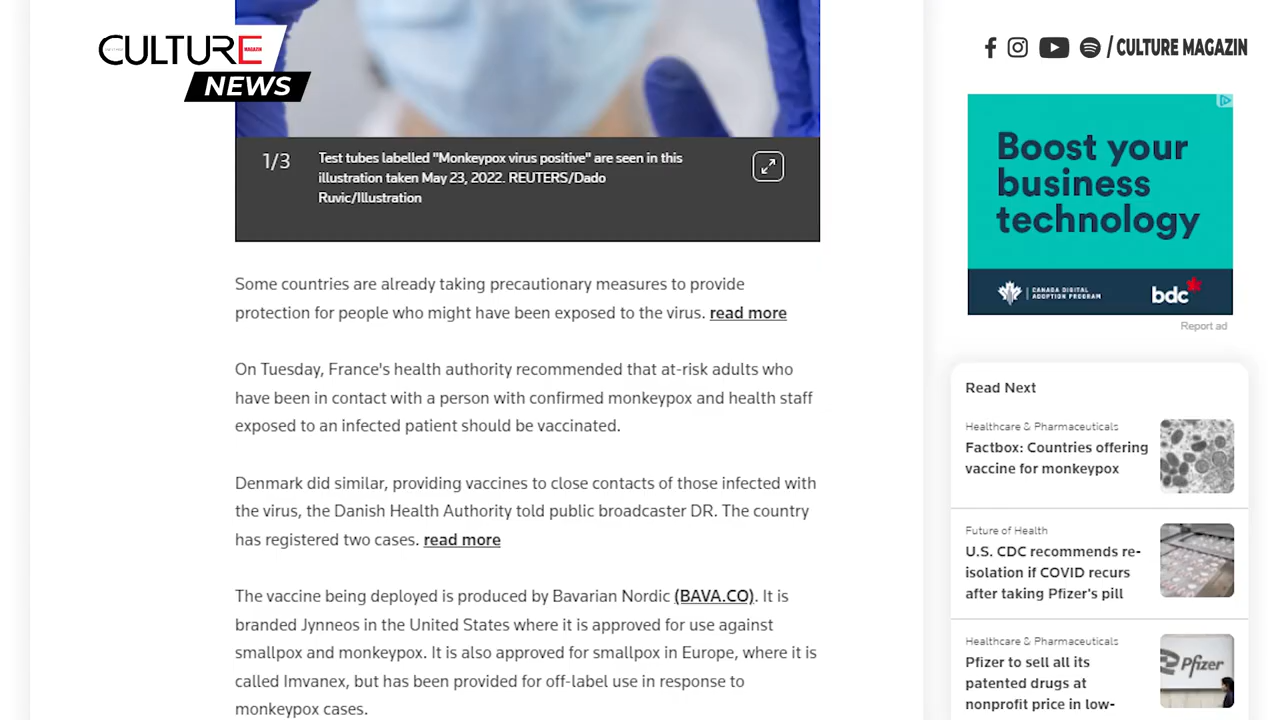 CULTURE
MAGAZIN
NEWS
/ CULTURE MAGAZIN
1/3
Test tubes labelled "Monkeypox virus positive" are seen in this
illustration taken May 23, 2022. REUTERS/Dado
Ruvic/Illustration
Some countries are already taking precautionary measures to provide
protection for people who might have been exposed to the virus. read more
On Tuesday, France's health authority recommended that at-risk adults who
have been in contact with a person with confirmed monkeypox and health staff
exposed to an infected patient should be vaccinated.
Denmark did similar, providing vaccines to close contacts of those infected with
the virus, the Danish Health Authority told public broadcaster DR. The country
has registered two cases. read more
The vaccine being deployed is produced by Bavarian Nordic (BAVA.CO). It is
branded Jynneos in the United States where it is approved for use against
smallpox and monkeypox. It is also approved for smallpox in Europe, where it is
called Imvanex, but has been provided for off-label use in response to
monkeypox cases.
Boost your
business
technology
CANADA DIGITAL
ADOPTION PROGRAM
bdc
Report ad
Read Next
Healthcare & Pharmaceuticals
Factbox: Countries offering
vaccine for monkeypox
Future of Health
U.S. CDC recommends re-
isolation if COVID recurs
after taking Pfizer's pill
Healthcare & Pharmaceuticals
Pfizer to sell all its
patented drugs at
nonprofit price in low-
Pfizer